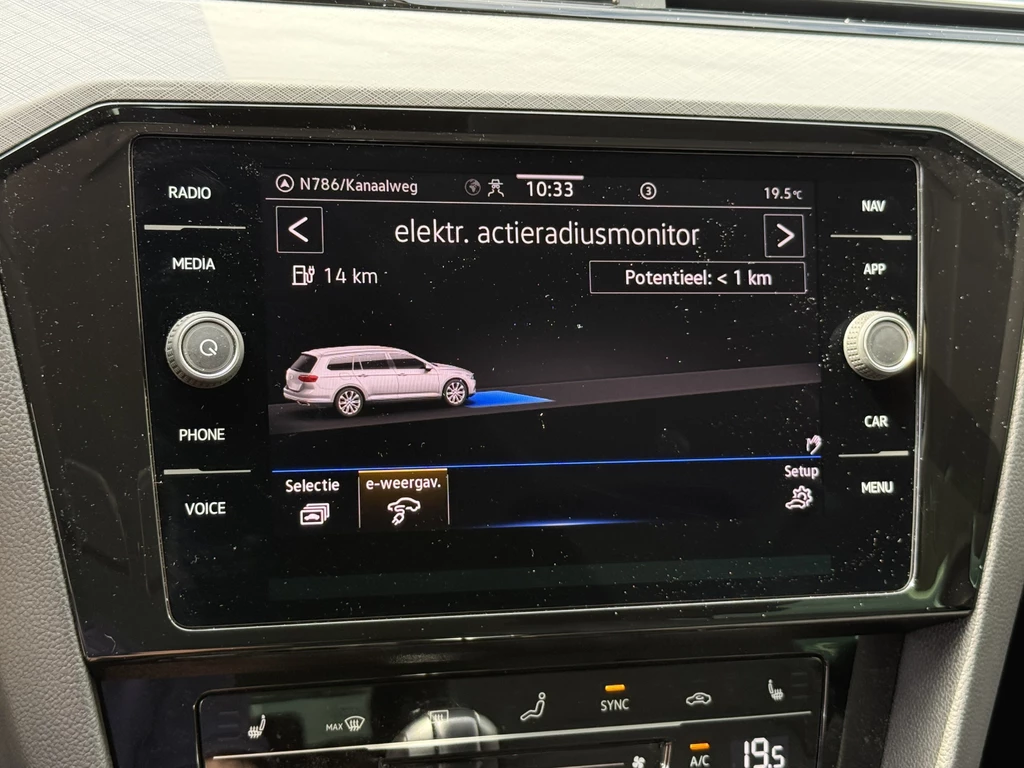 RADIO
MEDIA
PHONE
VOICE
N786/Kanaalweg
10:33
3
19.5°C
< elektr. actieradiusmonitor >
14 km
Potentieel: < 1 km
Selectie
e-weergav.
Setup
NAV
APP
CAR
MENU
MAX
SYNC
A/C
19.5